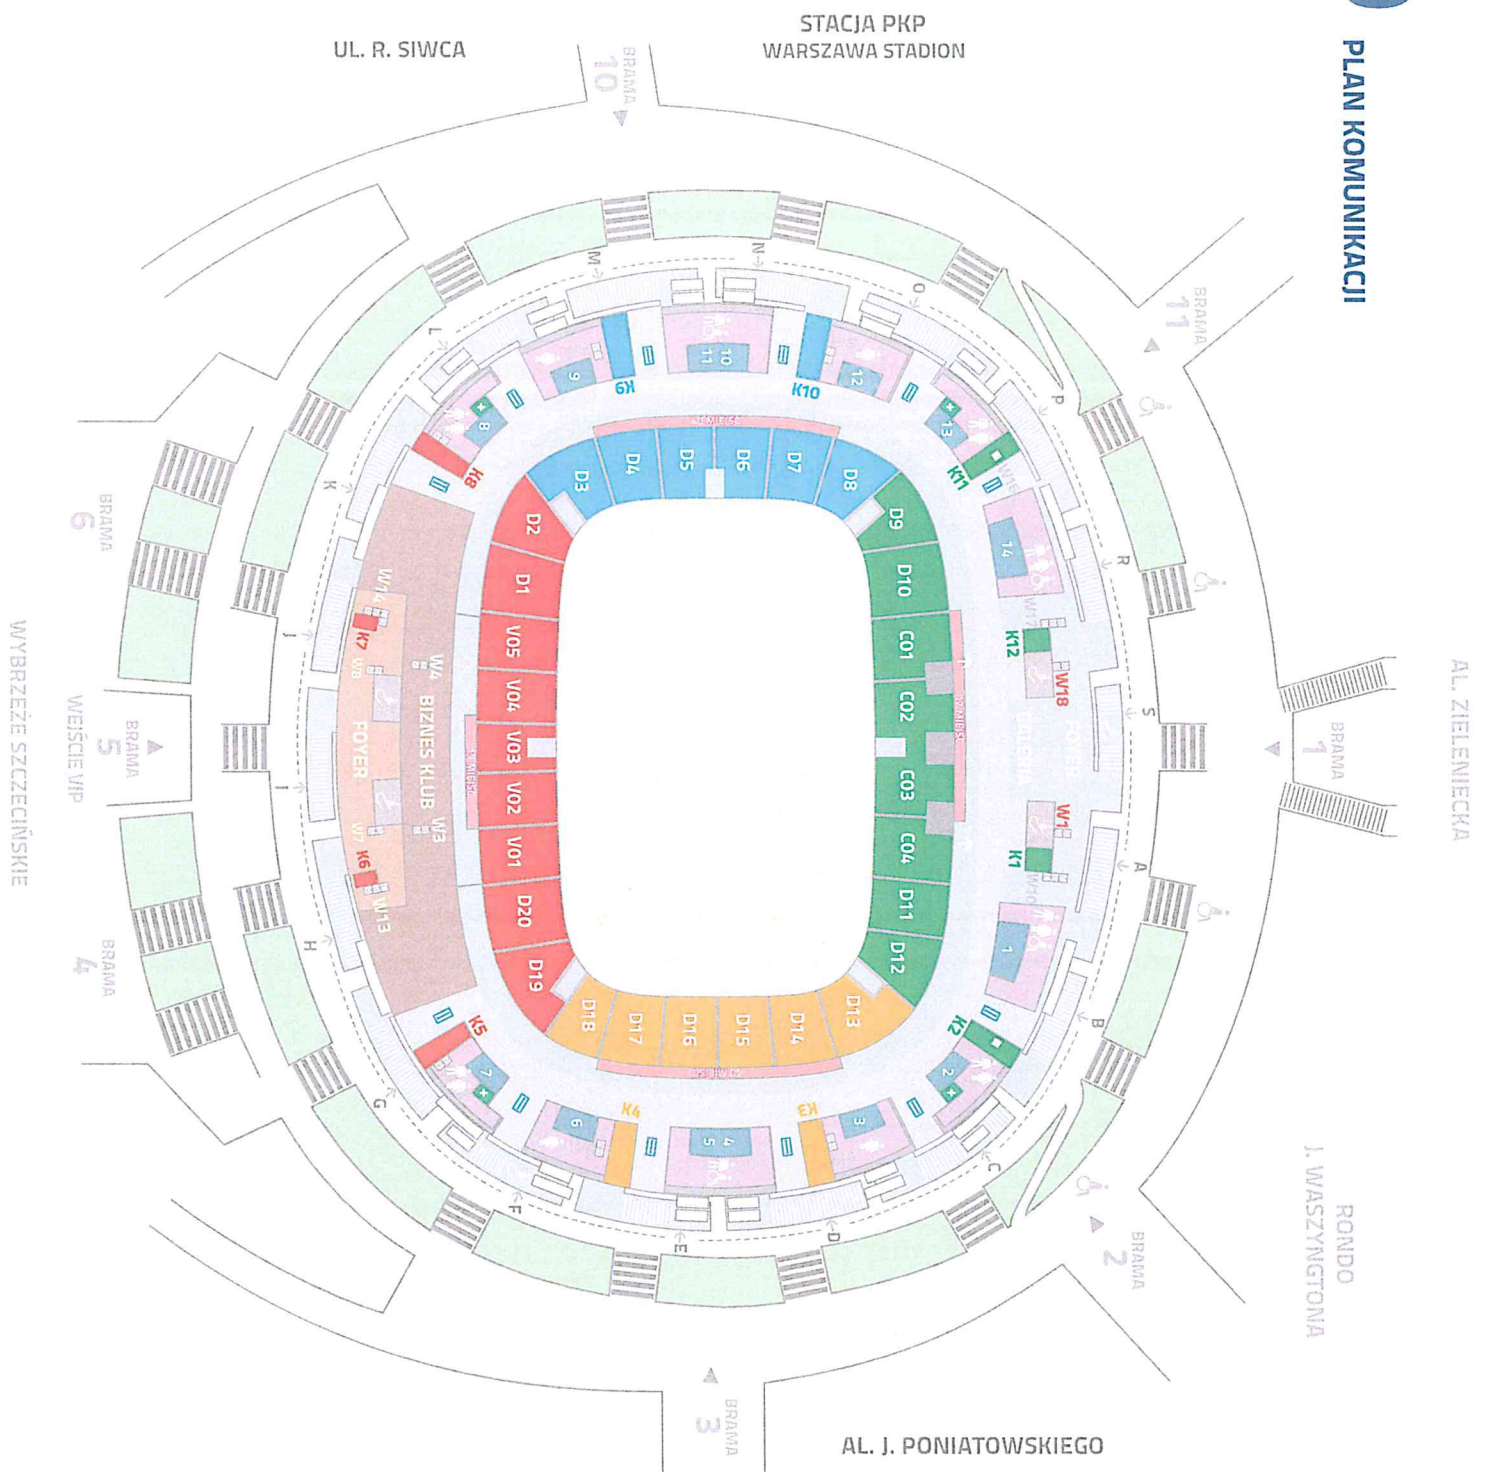 PLAN KOMUNIKACJI
UL. R. SIWCA
STACJA PKP
WARSZAWA STADION
BRAMA
10
BRAMA
11
AL. ZIELENIECKA
BRAMA
1
RONDO
J. WASZYNGTONA
BRAMA
2
AL. J. PONIATOWSKIEGO
BRAMA
3
BRAMA
4
BRAMA
5
WEJŚCIE VIP
BRAMA
6
WYBRZEŻE SZCZECIŃSKIE
A
B
C
D
E
F
G
H
I
J
K
L
M
N
O
P
R
S
K1
K2
K3
K4
K5
K6
K7
K8
K9
K10
K11
K12
1
2
3
4
5
6
7
8
9
10
11
12
13
14
D1
D2
D3
D4
D5
D6
D7
D8
D9
D10
C01
C02
C03
C04
D11
D12
D13
D14
D15
D16
D17
D18
D19
D20
V01
V02
V03
V04
V05
W1
W18
W16
W17
W14
W8
W4
BIZNES KLUB
W3
FOYER
W7
W13
FOYER
GALERIA